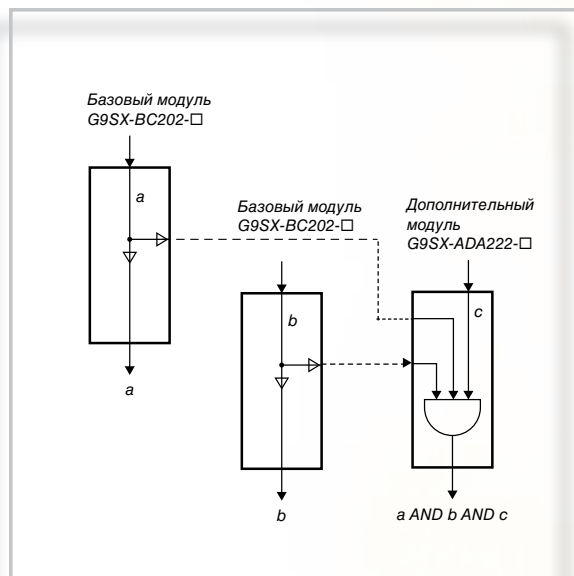 Базовый модуль
G9SX-BC202-□
a
a
Базовый модуль
G9SX-BC202-□
b
b
Дополнительный
модуль
G9SX-ADA222-□
c
a AND b AND c